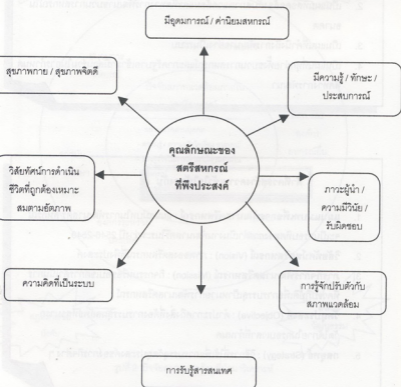 มีอุดมการณ์ / ค่านิยมสหกรณ์
สุขภาพกาย / สุขภาพจิตดี
มีความรู้ / ทักษะ /
ประสบการณ์
คุณลักษณะของ
สตรีสหกรณ์
ที่พึงประสงค์
วิสัยทัศน์การดำเนิน
ชีวิตที่ถูกต้องเหมาะ
สมตามอัตภาพ
ภาวะผู้นำ /
ความมีวินัย /
รับผิดชอบ
ความคิดที่เป็นระบบ
การรู้จักปรับตัวกับ
สภาพแวดล้อม
การรับรู้สารสนเทศ